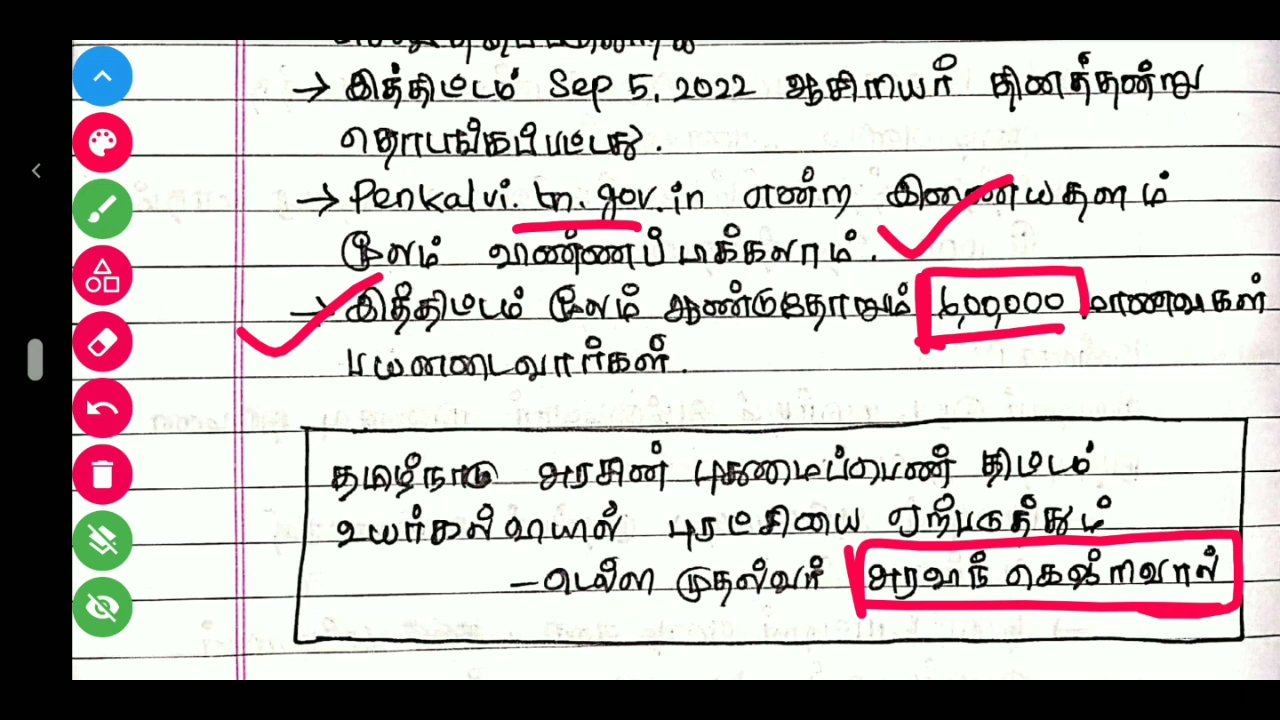 → இத்திட்டம் Sep 5, 2022 ஆசிரியர் தினத்தன்று
தொடங்கப்பட்டது.
→ Penkalvi.tn.gov.in என்ற இணையதளம்
மூலம் விண்ணப்பிக்கலாம்.
→ இத்திட்டம் மூலம் ஆண்டுதோறும் 6,00,000 மாணவிகள்
பயனடைவார்கள்.
தமிழ்நாடு அரசின் புதுமைப்பெண் திட்டம்
உயர்கல்வியில் புரட்சியை ஏற்படுத்தும்
– டெல்லி முதல்வர் அரவிந் கெஜ்ரிவால்